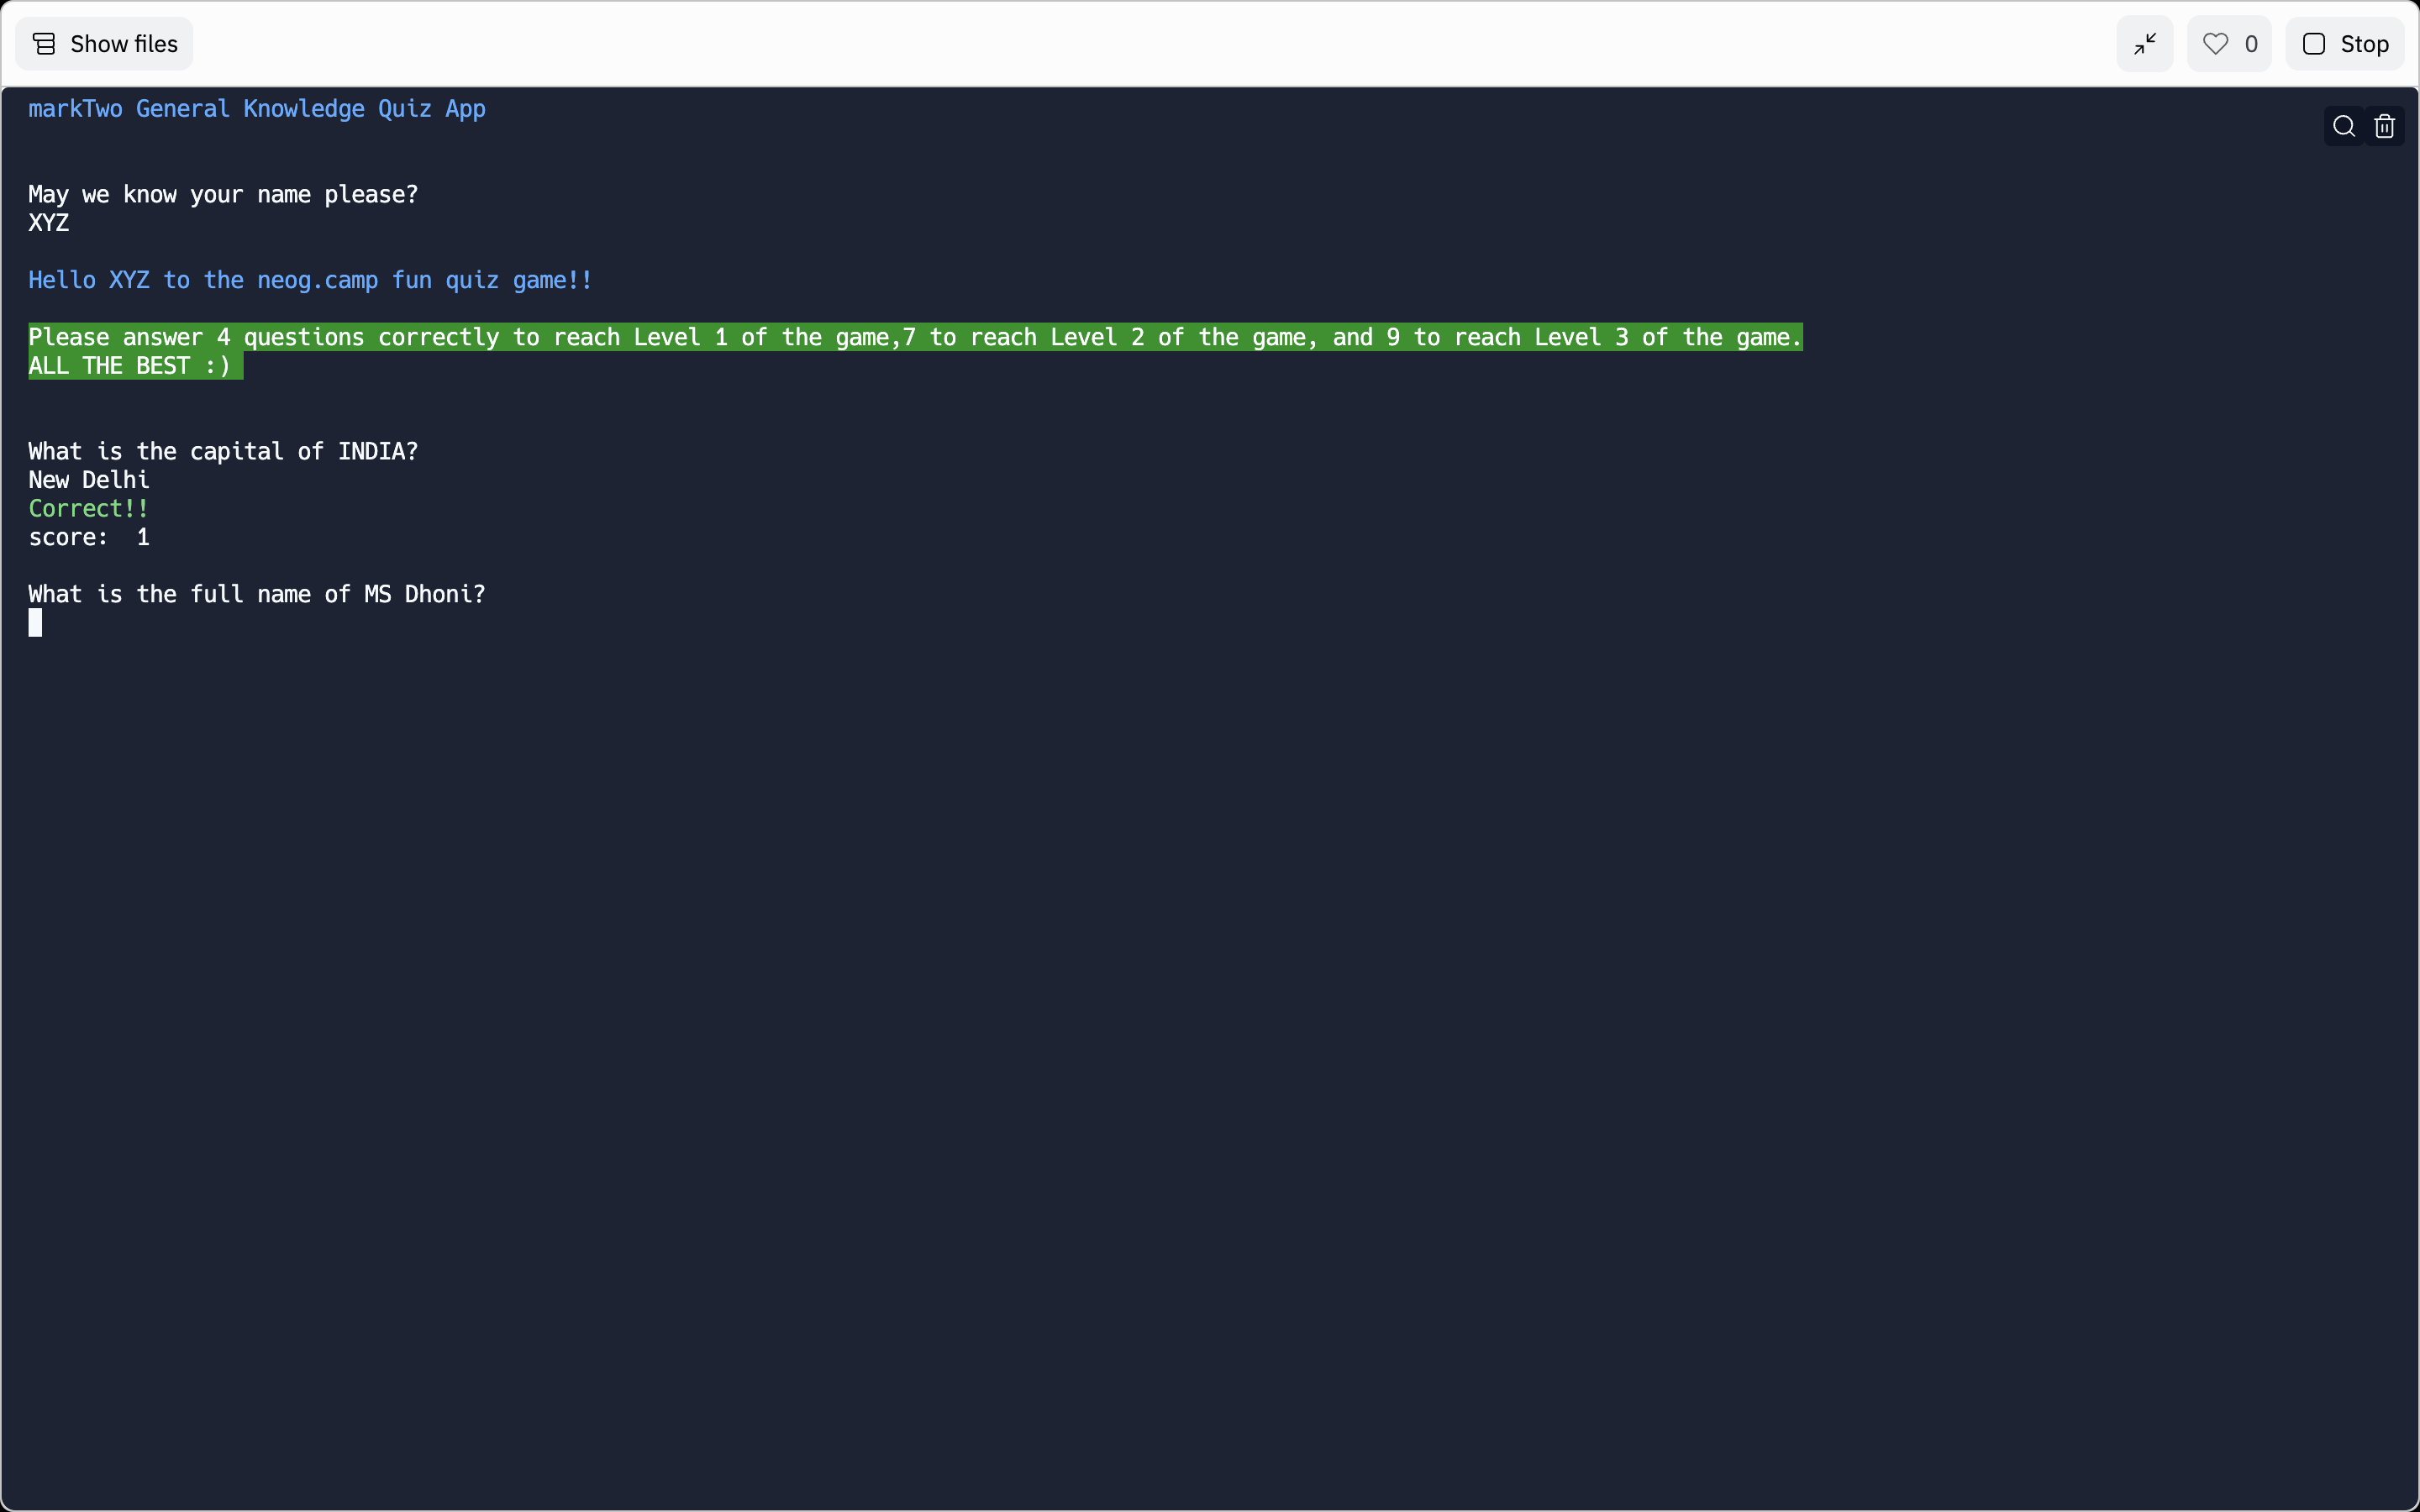 Show files
0
Stop
markTwo General Knowledge Quiz App
May we know your name please?
XYZ
Hello XYZ to the neog.camp fun quiz game!!
Please answer 4 questions correctly to reach Level 1 of the game,7 to reach Level 2 of the game, and 9 to reach Level 3 of the game.
ALL THE BEST :)
What is the capital of INDIA?
New Delhi
Correct!!
score:  1
What is the full name of MS Dhoni?